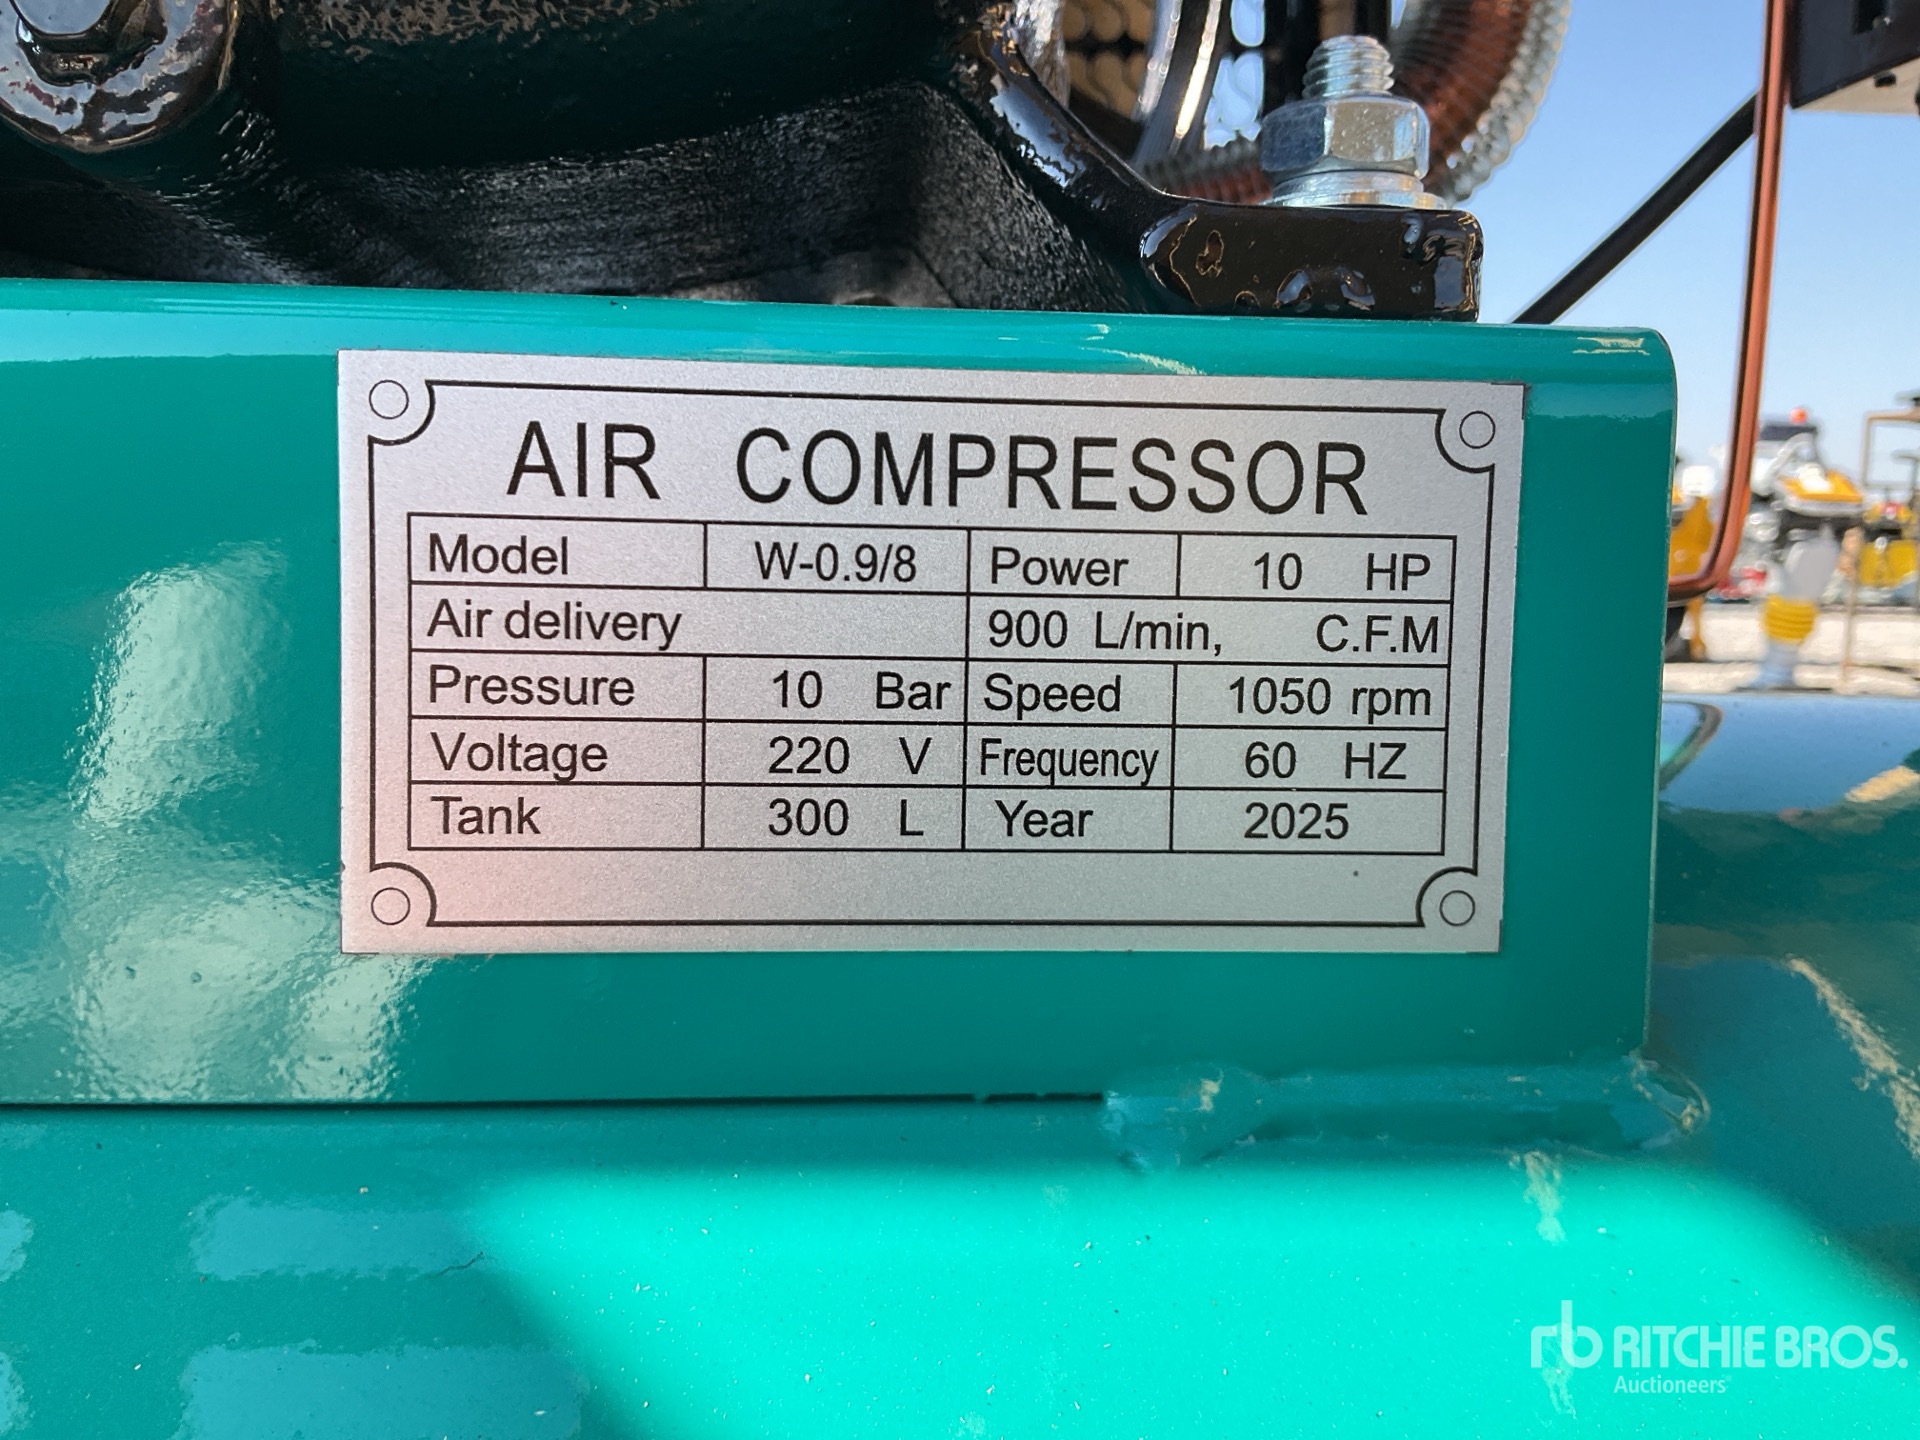 AIR COMPRESSOR
Model W-0.9/8 Power 10 HP
Air delivery 900 L/min, C.F.M
Pressure 10 Bar Speed 1050 rpm
Voltage 220 V Frequency 60 HZ
Tank 300 L Year 2025
rb RITCHIE BROS.
Auctioneers